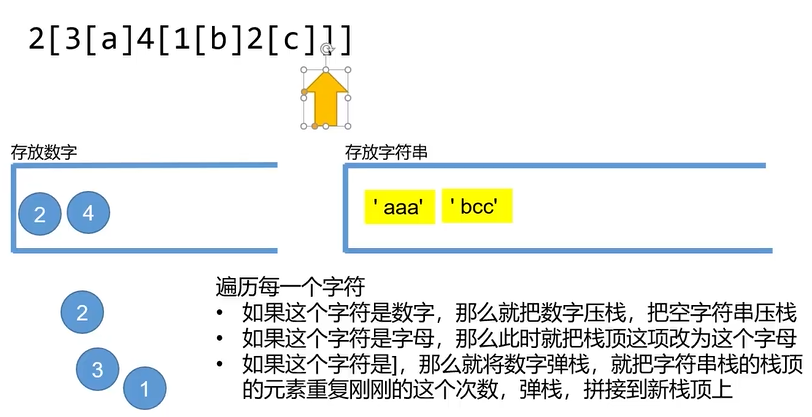 2[3[a]4[1[b]2[c]]]
存放数字
存放字符串
2
4
' aaa'
' bcc'
遍历每一个字符
• 如果这个字符是数字，那么就把数字压栈，把空字符串压栈
• 如果这个字符是字母，那么此时就把栈顶这项改为这个字母
• 如果这个字符是]，那么就将数字弹栈，就把字符串栈的栈顶
的元素重复刚刚的这个次数，弹栈，拼接到新栈顶上
2
3
1